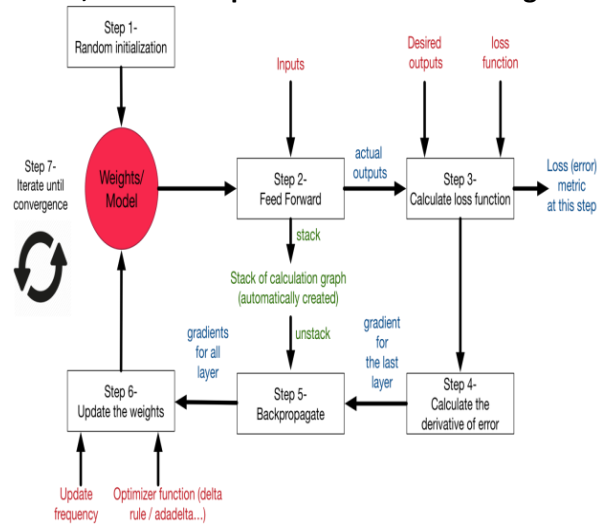 Step 1-
Random initialization
Inputs
Desired
outputs
loss
function
Step 7-
Iterate until
convergence
Weights/
Model
Step 2-
Feed Forward
actual
outputs
Step 3-
Calculate loss function
Loss (error)
metric
at this step
stack
Stack of calculation graph
(automatically created)
unstack
gradients
for all
layer
gradient
for
the last
layer
Step 6-
Update the weights
Step 5-
Backpropagate
Step 4-
Calculate the
derivative of error
Update
frequency
Optimizer function (delta
rule / adadelta...)